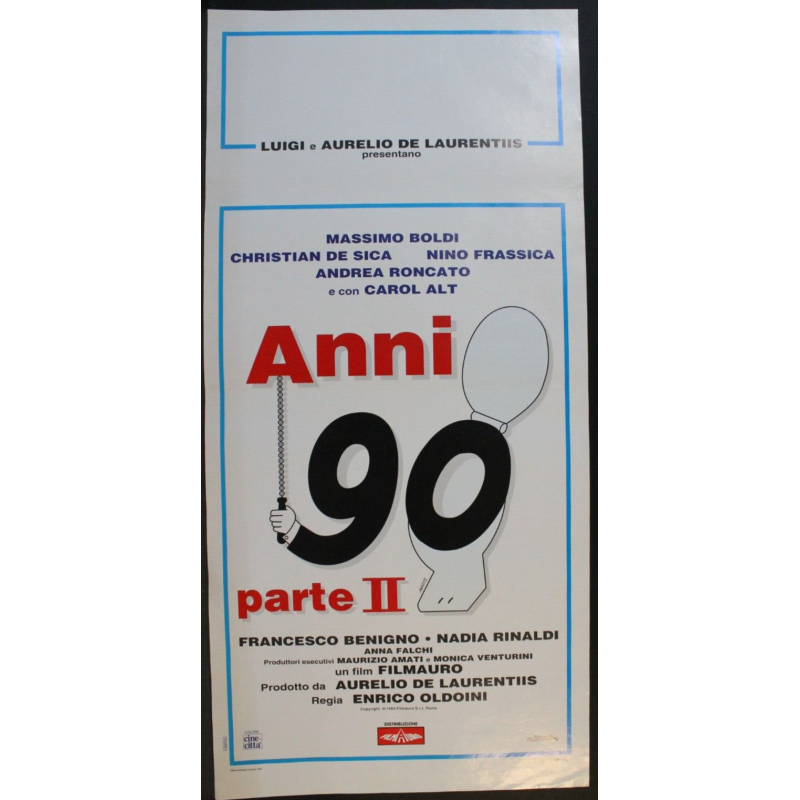 LUIGI e AURELIO DE LAURENTIIS
presentano
MASSIMO BOLDI
CHRISTIAN DE SICA NINO FRASSICA
ANDREA RONCATO
e con CAROL ALT
Anni
90
parte II
FRANCESCO BENIGNO • NADIA RINALDI
ANNA FALCHI
Produttori esecutivi MAURIZIO AMATI e MONICA VENTURINI
un film FILMAURO
Prodotto da AURELIO DE LAURENTIIS
Regia ENRICO OLDOINI
DISTRIBUZIONE
FILMAURO
cine
città